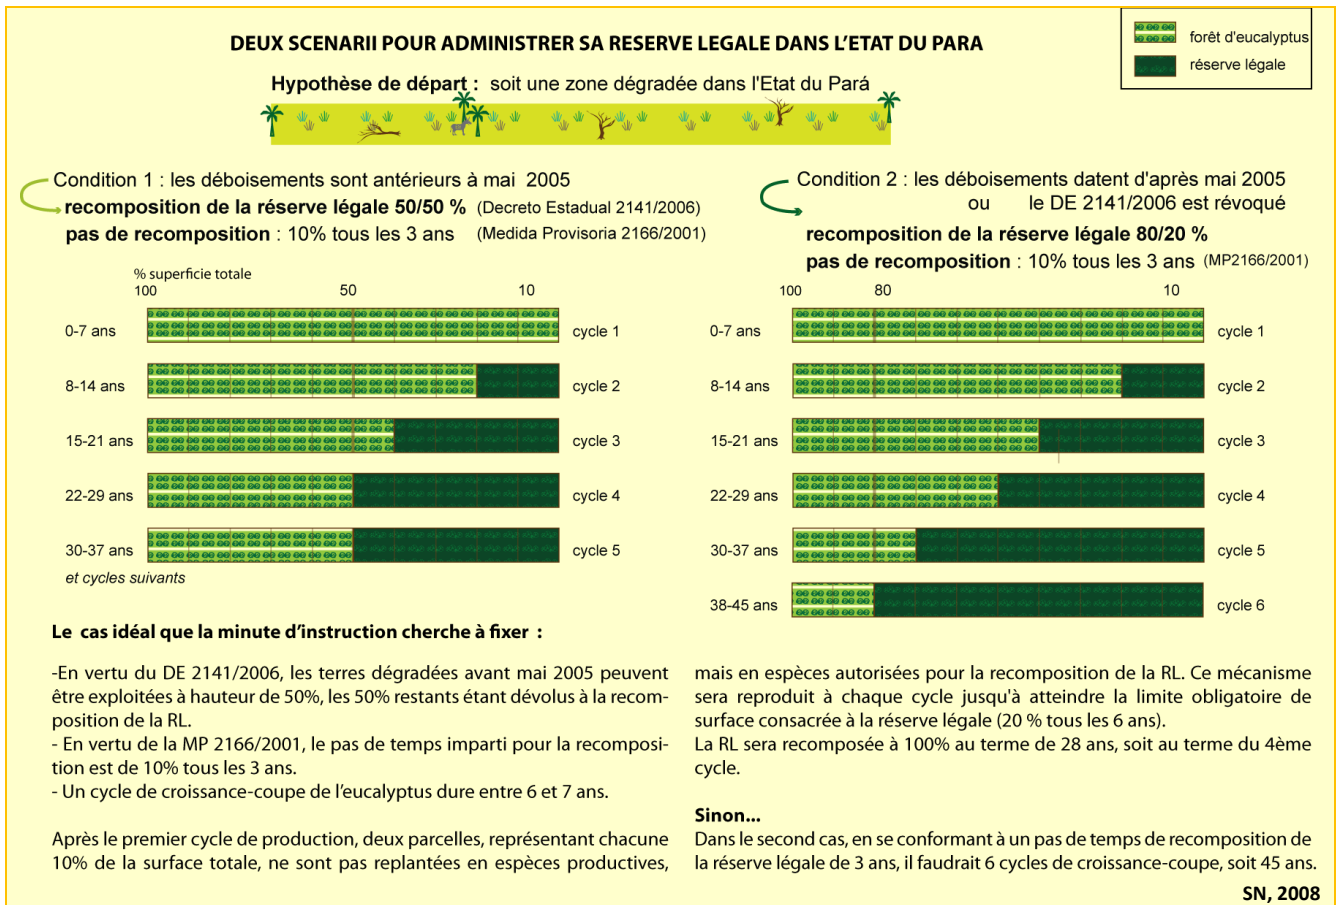 DEUX SCENARII POUR ADMINISTRER SA RESERVE LEGALE DANS L'ETAT DU PARA
forêt d'eucalyptus
réserve légale
Hypothèse de départ : soit une zone dégradée dans l'Etat du Pará
Condition 1 : les déboisements sont antérieurs à mai 2005
recomposition de la réserve légale 50/50 % (Decreto Estadual 2141/2006)
pas de recomposition : 10% tous les 3 ans (Medida Provisoria 2166/2001)
% superficie totale
100 50 10
0-7 ans cycle 1
8-14 ans cycle 2
15-21 ans cycle 3
22-29 ans cycle 4
30-37 ans cycle 5
et cycles suivants
Condition 2 : les déboisements datent d'après mai 2005
ou le DE 2141/2006 est révoqué
recomposition de la réserve légale 80/20 %
pas de recomposition : 10% tous les 3 ans (MP2166/2001)
100 80 10
0-7 ans cycle 1
8-14 ans cycle 2
15-21 ans cycle 3
22-29 ans cycle 4
30-37 ans cycle 5
38-45 ans cycle 6
Le cas idéal que la minute d'instruction cherche à fixer :
-En vertu du DE 2141/2006, les terres dégradées avant mai 2005 peuvent
être exploitées à hauteur de 50%, les 50% restants étant dévolus à la recom-
position de la RL.
- En vertu de la MP 2166/2001, le pas de temps imparti pour la recomposi-
tion est de 10% tous les 3 ans.
- Un cycle de croissance-coupe de l'eucalyptus dure entre 6 et 7 ans.
Après le premier cycle de production, deux parcelles, représentant chacune
10% de la surface totale, ne sont pas replantées en espèces productives,
mais en espèces autorisées pour la recomposition de la RL. Ce mécanisme
sera reproduit à chaque cycle jusqu'à atteindre la limite obligatoire de
surface consacrée à la réserve légale (20 % tous les 6 ans).
La RL sera recomposée à 100% au terme de 28 ans, soit au terme du 4ème
cycle.
Sinon...
Dans le second cas, en se conformant à un pas de temps de recomposition de
la réserve légale de 3 ans, il faudrait 6 cycles de croissance-coupe, soit 45 ans.
SN, 2008